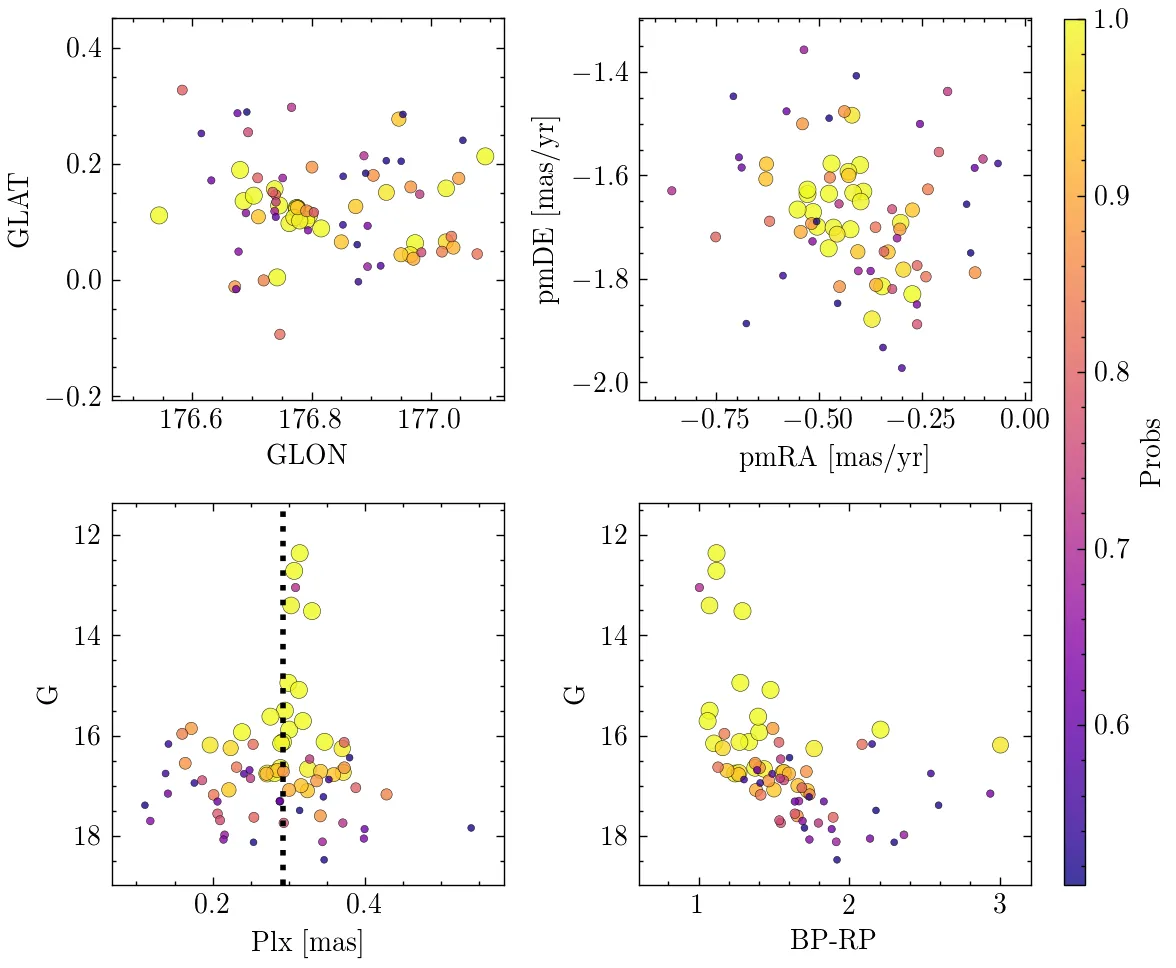 0.4
0.2
0.0
−0.2
GLAT
176.6 176.8 177.0
GLON
−1.4
−1.6
−1.8
−2.0
pmDE [mas/yr]
−0.75 −0.50 −0.25 0.00
pmRA [mas/yr]
12
14
16
18
G
0.2 0.4
Plx [mas]
12
14
16
18
G
1 2 3
BP-RP
1.0
0.9
0.8
0.7
0.6
Probs